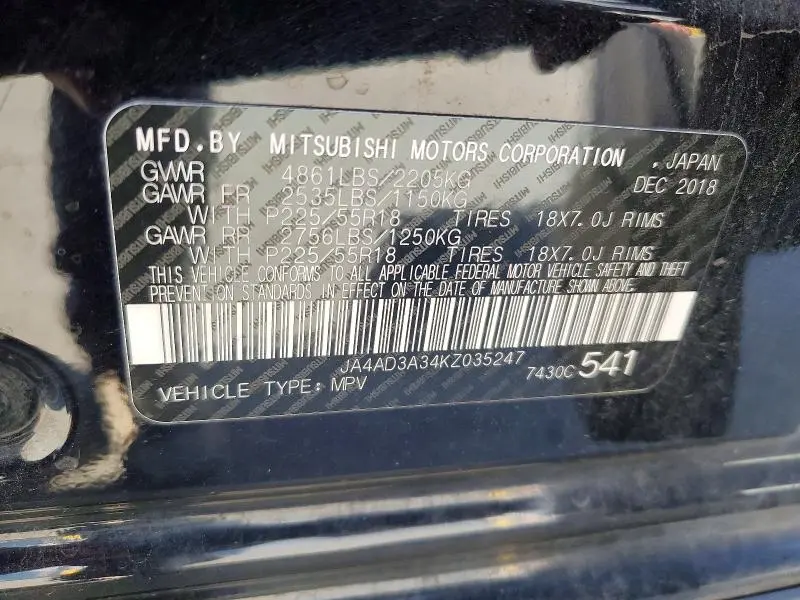 MFD.BY MITSUBISHI MOTORS CORPORATION . JAPAN
GVWR 4861LBS/2205KG DEC 2018
GAWR FR 2535LBS/1150KG
WITH P225/55R18 TIRES 18X7.0J RIMS
GAWR RR 2756LBS/1250KG
WITH P225/55R18 TIRES 18X7.0J RIMS
THIS VEHICLE CONFORMS TO ALL APPLICABLE FEDERAL MOTOR VEHICLE SAFETY AND THEFT
PREVENTION STANDARDS IN EFFECT ON THE DATE OF MANUFACTURE SHOWN ABOVE.
JA4AD3A34KZ035247
VEHICLE TYPE: MPV 7430C 541